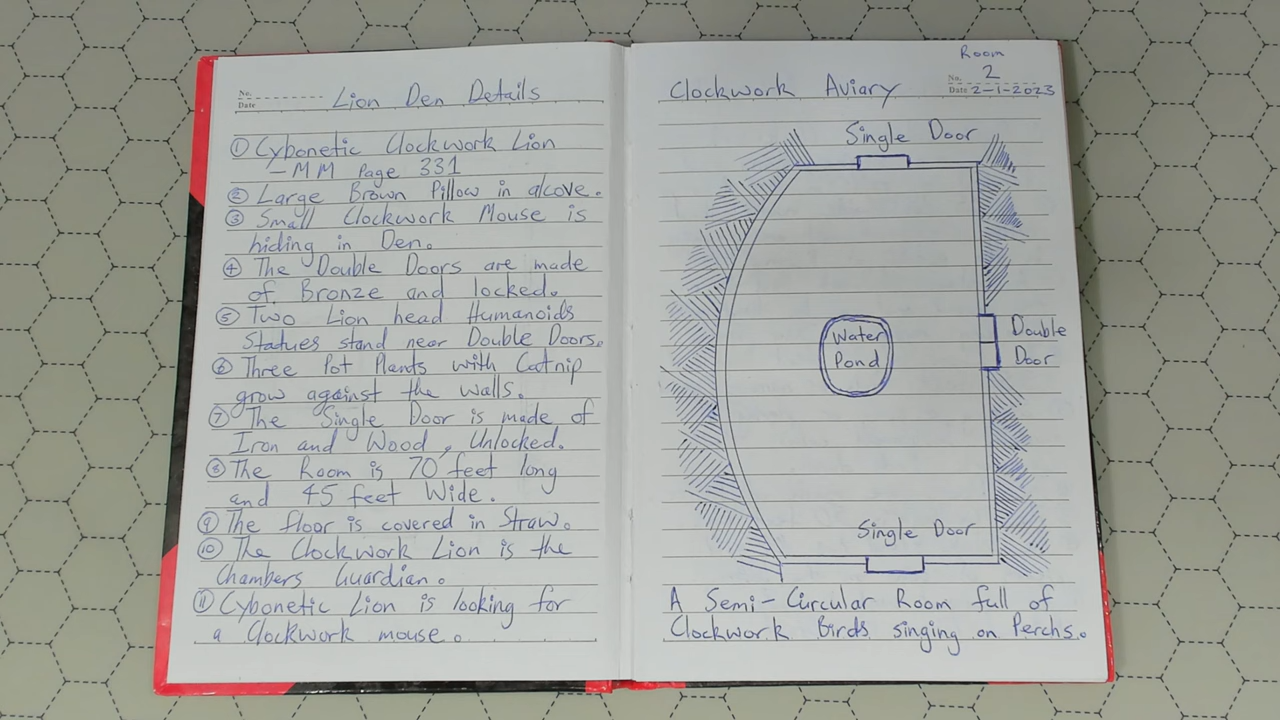 No.
Date
Lion Den Details
① Cybonetic Clockwork Lion
- MM Page 331
② Large Brown Pillow in alcove.
③ Small Clockwork Mouse is
hiding in Den.
④ The Double Doors are made
of Bronze and locked.
⑤ Two Lion head Humanoids
Statues stand near Double Doors.
⑥ Three Pot Plants with Catnip
grow against the walls.
⑦ The Single Door is made of
Iron and Wood, Unlocked.
⑧ The Room is 70 feet long
and 45 feet Wide.
⑨ The floor is covered in Straw.
⑩ The Clockwork Lion is the
Chambers Guardian.
⑪ Cybonetic Lion is looking for
a Clockwork mouse.
Room
No. 2
Date 2-1-2023
Clockwork Aviary
Single Door
Water
Pond
Double
Door
Single Door
A Semi-Circular Room full of
Clockwork Birds singing on Perchs.